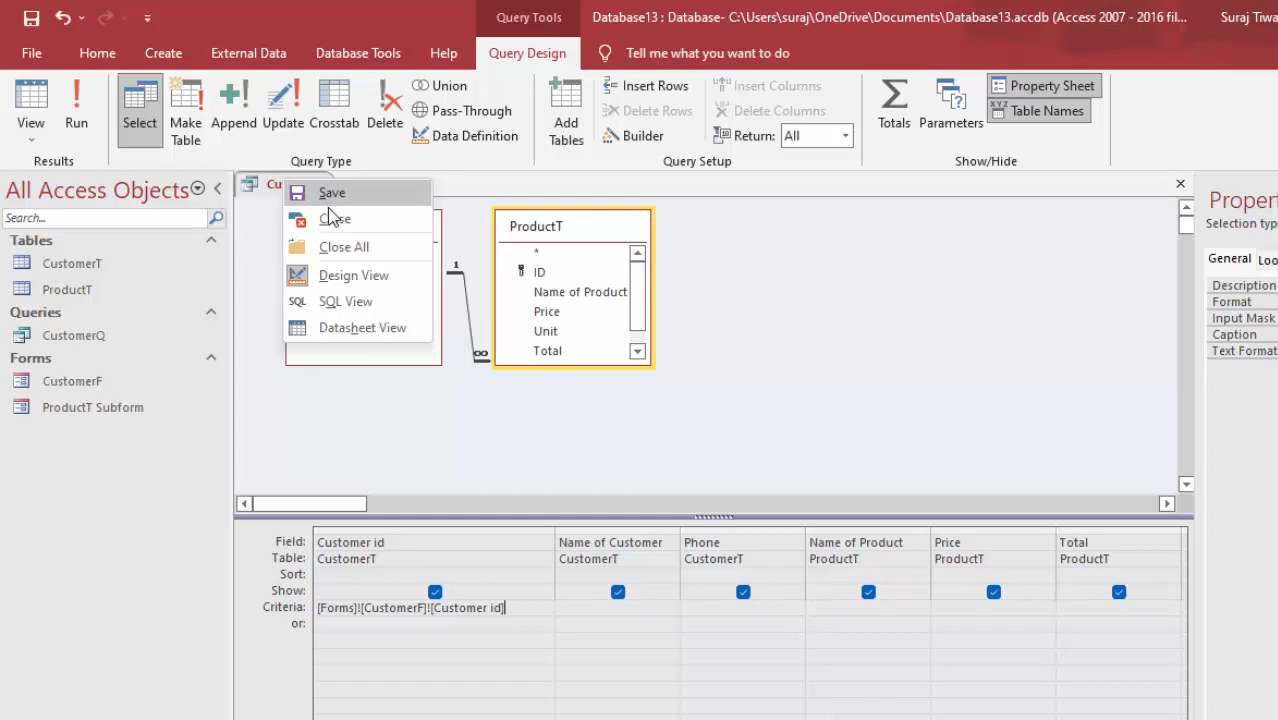 Query Tools
Database13 : Database- C:\Users\suraj\OneDrive\Documents\Database13.accdb (Access 2007 - 2016 fil...
Suraj Tiwa
File
Home
Create
External Data
Database Tools
Help
Query Design
Tell me what you want to do
View
Run
Select
Make Table
Append
Update
Crosstab
Delete
Union
Pass-Through
Data Definition
Add Tables
Insert Rows
Delete Rows
Builder
Insert Columns
Delete Columns
Return: All
Totals
Parameters
Property Sheet
Table Names
Results
Query Type
Query Setup
Show/Hide
All Access Objects
Search...
Tables
CustomerT
ProductT
Queries
CustomerQ
Forms
CustomerF
ProductT Subform
Cu
Save
Close
Close All
Design View
SQL SQL View
Datasheet View
1
∞
ProductT
*
ID
Name of Product
Price
Unit
Total
Propert
Selection typ
General
Loo
Description
Format
Input Mask
Caption
Text Format
Field: Customer id Name of Customer Phone Name of Product Price Total
Table: CustomerT CustomerT CustomerT ProductT ProductT ProductT
Sort:
Show:
Criteria: [Forms]![CustomerF]![Customer id]
or: